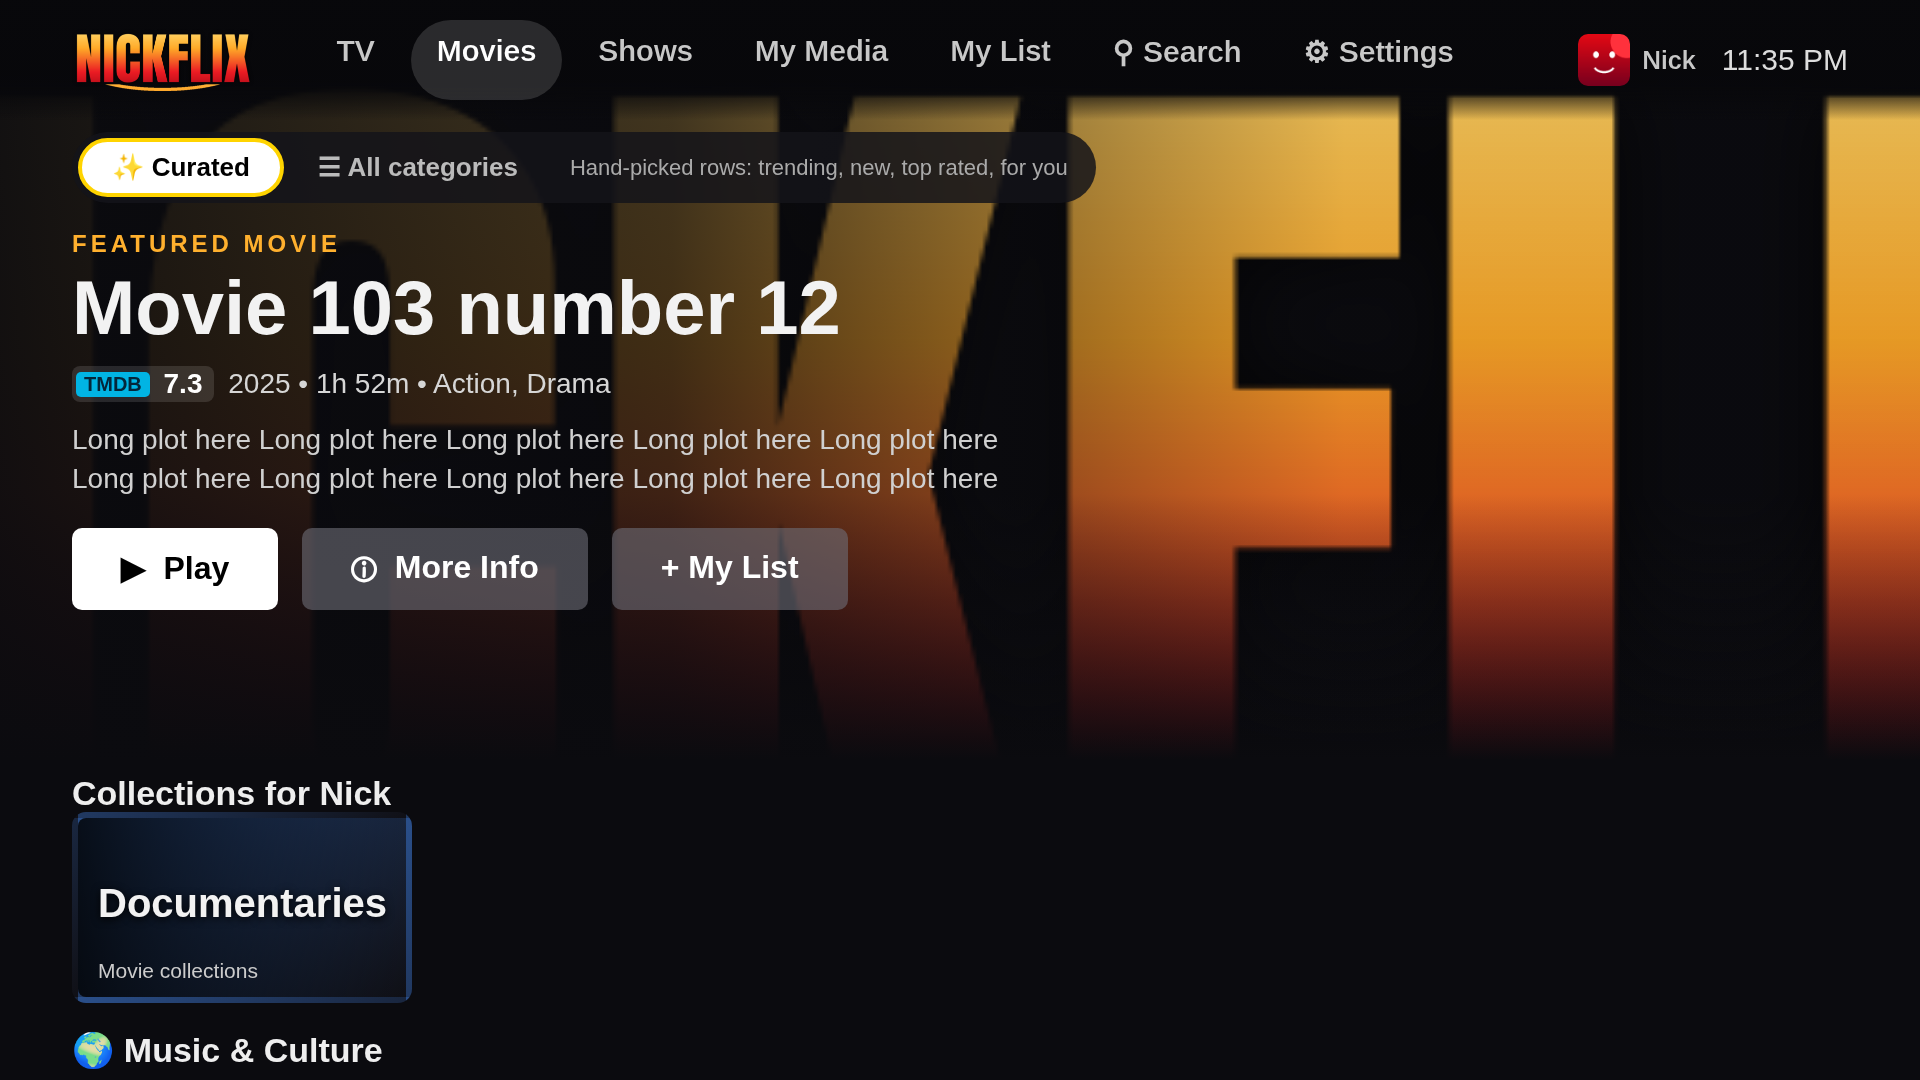 NICKFLIX
TV
Movies
Shows
My Media
My List
Search
Settings
Nick
11:35 PM
✨ Curated
☰ All categories
Hand-picked rows: trending, new, top rated, for you
FEATURED MOVIE
Movie 103 number 12
TMDB 7.3 2025 • 1h 52m • Action, Drama
Long plot here Long plot here Long plot here Long plot here Long plot here
Long plot here Long plot here Long plot here Long plot here Long plot here
▶ Play
ⓘ More Info
+ My List
Collections for Nick
Documentaries
Movie collections
🌍 Music & Culture